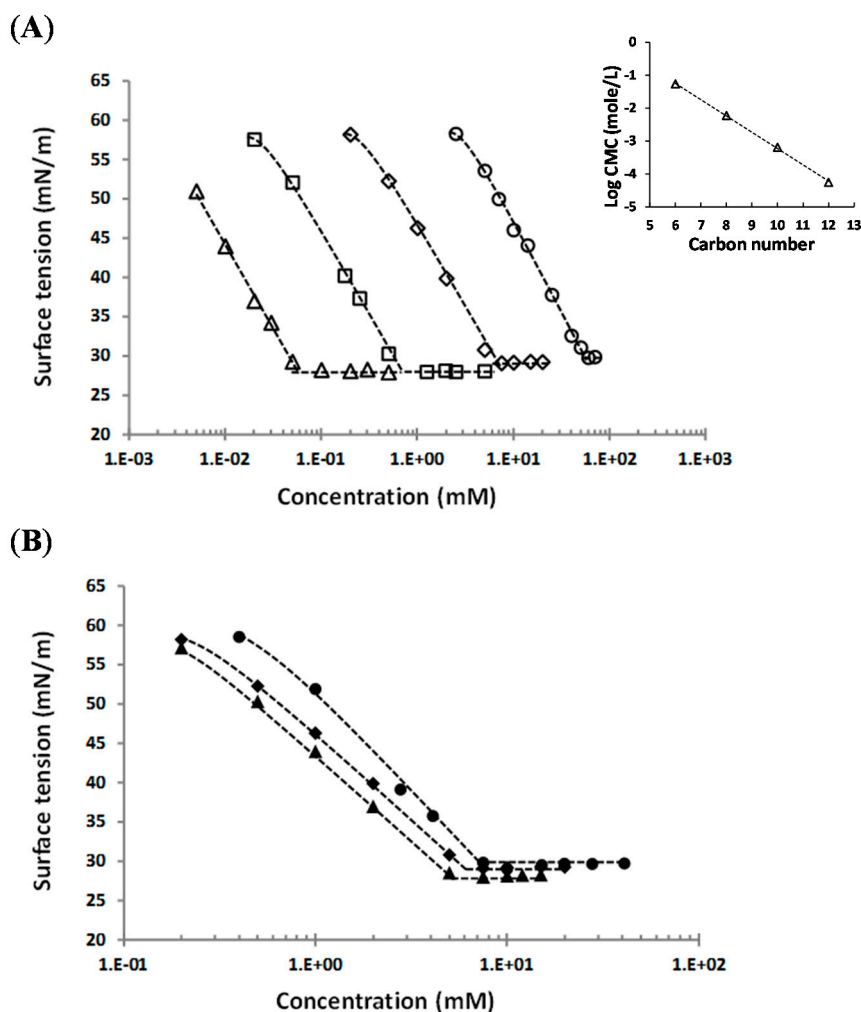 (A)
65
60
55
50
45
40
35
30
25
20
Surface tension (mN/m)
1.E-03 1.E-02 1.E-01 1.E+00 1.E+01 1.E+02 1.E+03
Concentration (mM)
0
-1
-2
-3
-4
-5
Log CMC (mole/L)
5 6 7 8 9 10 11 12 13
Carbon number
(B)
65
60
55
50
45
40
35
30
25
20
Surface tension (mN/m)
1.E-01 1.E+00 1.E+01 1.E+02
Concentration (mM)